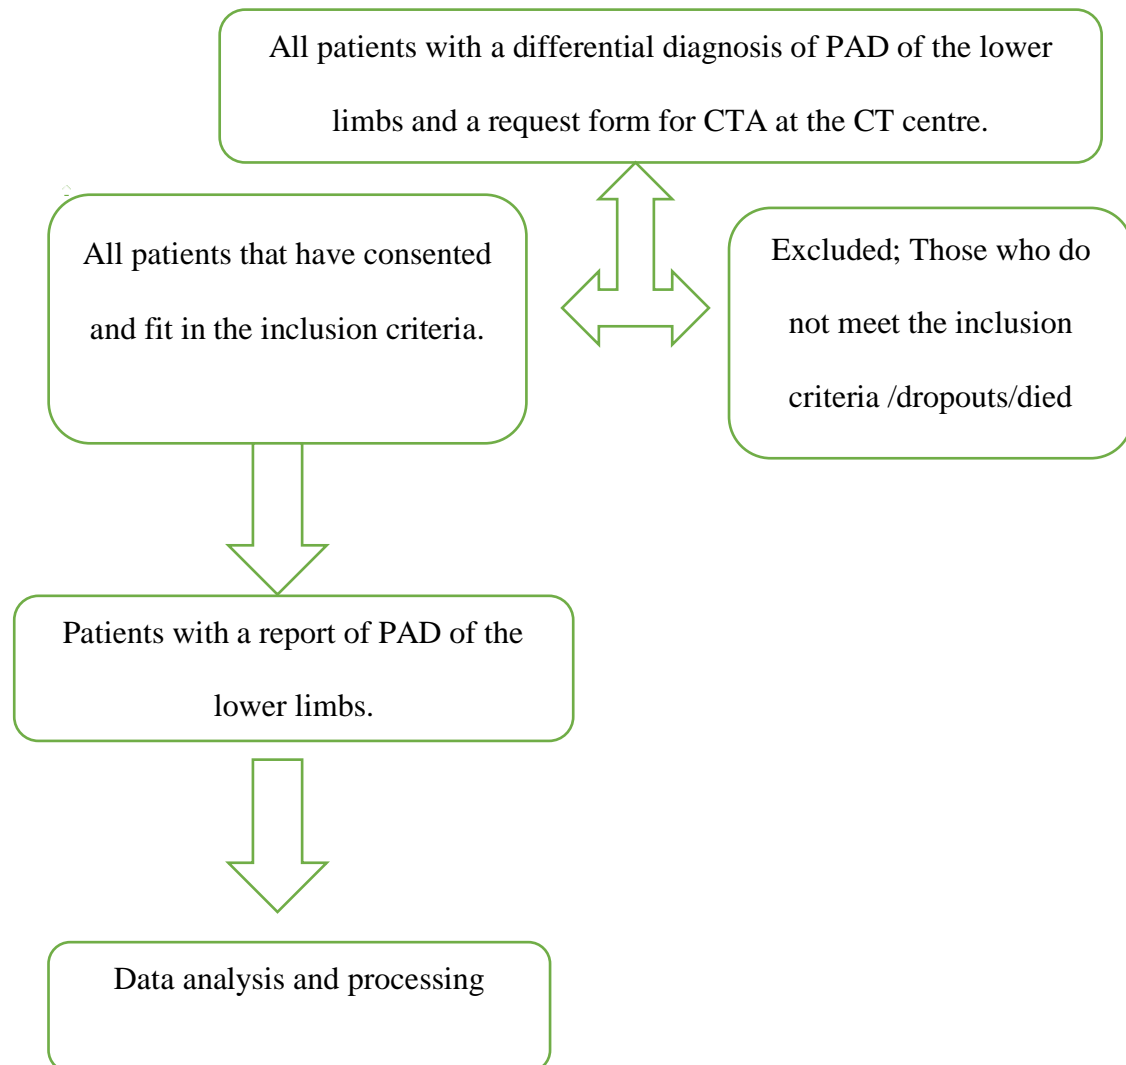 All patients with a differential diagnosis of PAD of the lower
limbs and a request form for CTA at the CT centre.
All patients that have consented
and fit in the inclusion criteria.
Excluded; Those who do
not meet the inclusion
criteria /dropouts/died
Patients with a report of PAD of the
lower limbs.
Data analysis and processing